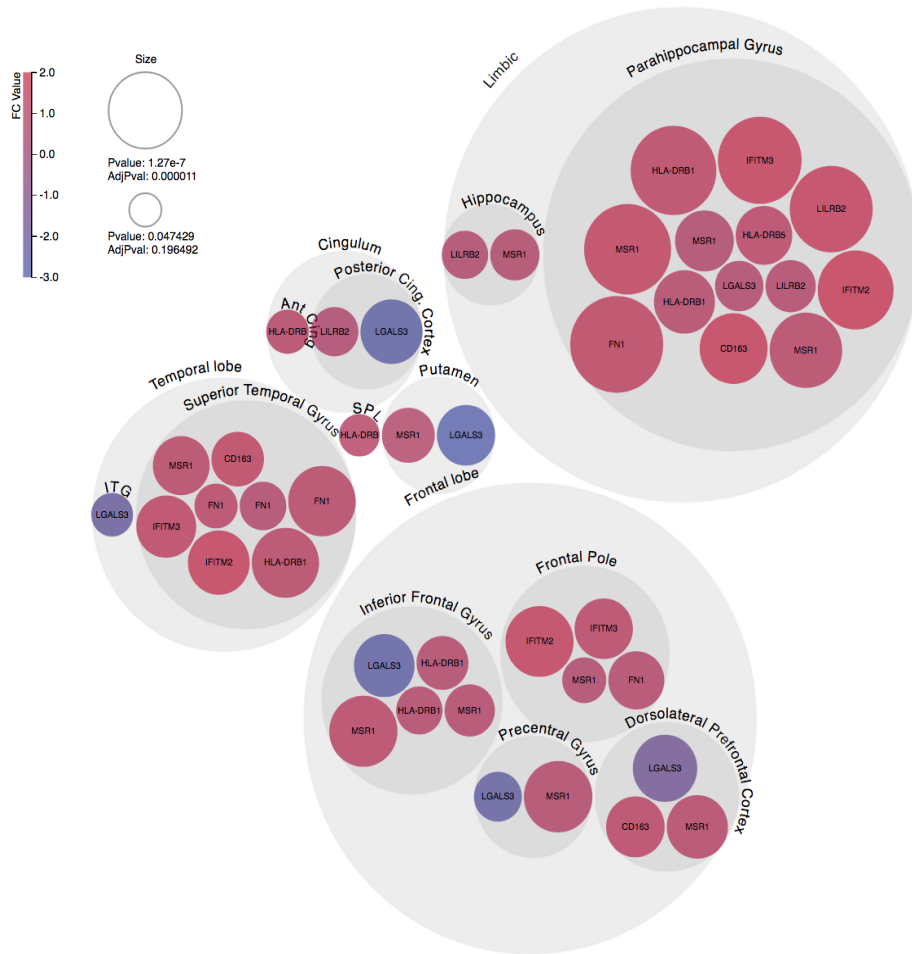 FC Value
2.0
1.0
0.0
-1.0
-2.0
-3.0
Size
Pvalue: 1.27e-7
AdjPval: 0.000011
Pvalue: 0.047429
AdjPval: 0.196492
Limbic
Parahippocampal Gyrus
HLA-DRB1
IFITM3
LILRB2
MSR1
MSR1
HLA-DRB5
HLA-DRB1
LGALS3
LILRB2
IFITM2
FN1
CD163
MSR1
Hippocampus
LILRB2
MSR1
Cingulum
Posterior Cing. Cortex
Ant Cing
HLA-DRB
LILRB2
LGALS3
Temporal lobe
Superior Temporal Gyrus
MSR1
CD163
FN1
FN1
FN1
IFITM3
IFITM2
HLA-DRB1
ITG
LGALS3
SPL
HLA-DRB
Putamen
MSR1
LGALS3
Frontal lobe
Frontal Pole
IFITM2
IFITM3
MSR1
FN1
Inferior Frontal Gyrus
LGALS3
HLA-DRB1
HLA-DRB1
MSR1
MSR1
Precentral Gyrus
LGALS3
MSR1
Dorsolateral Prefrontal Cortex
LGALS3
CD163
MSR1